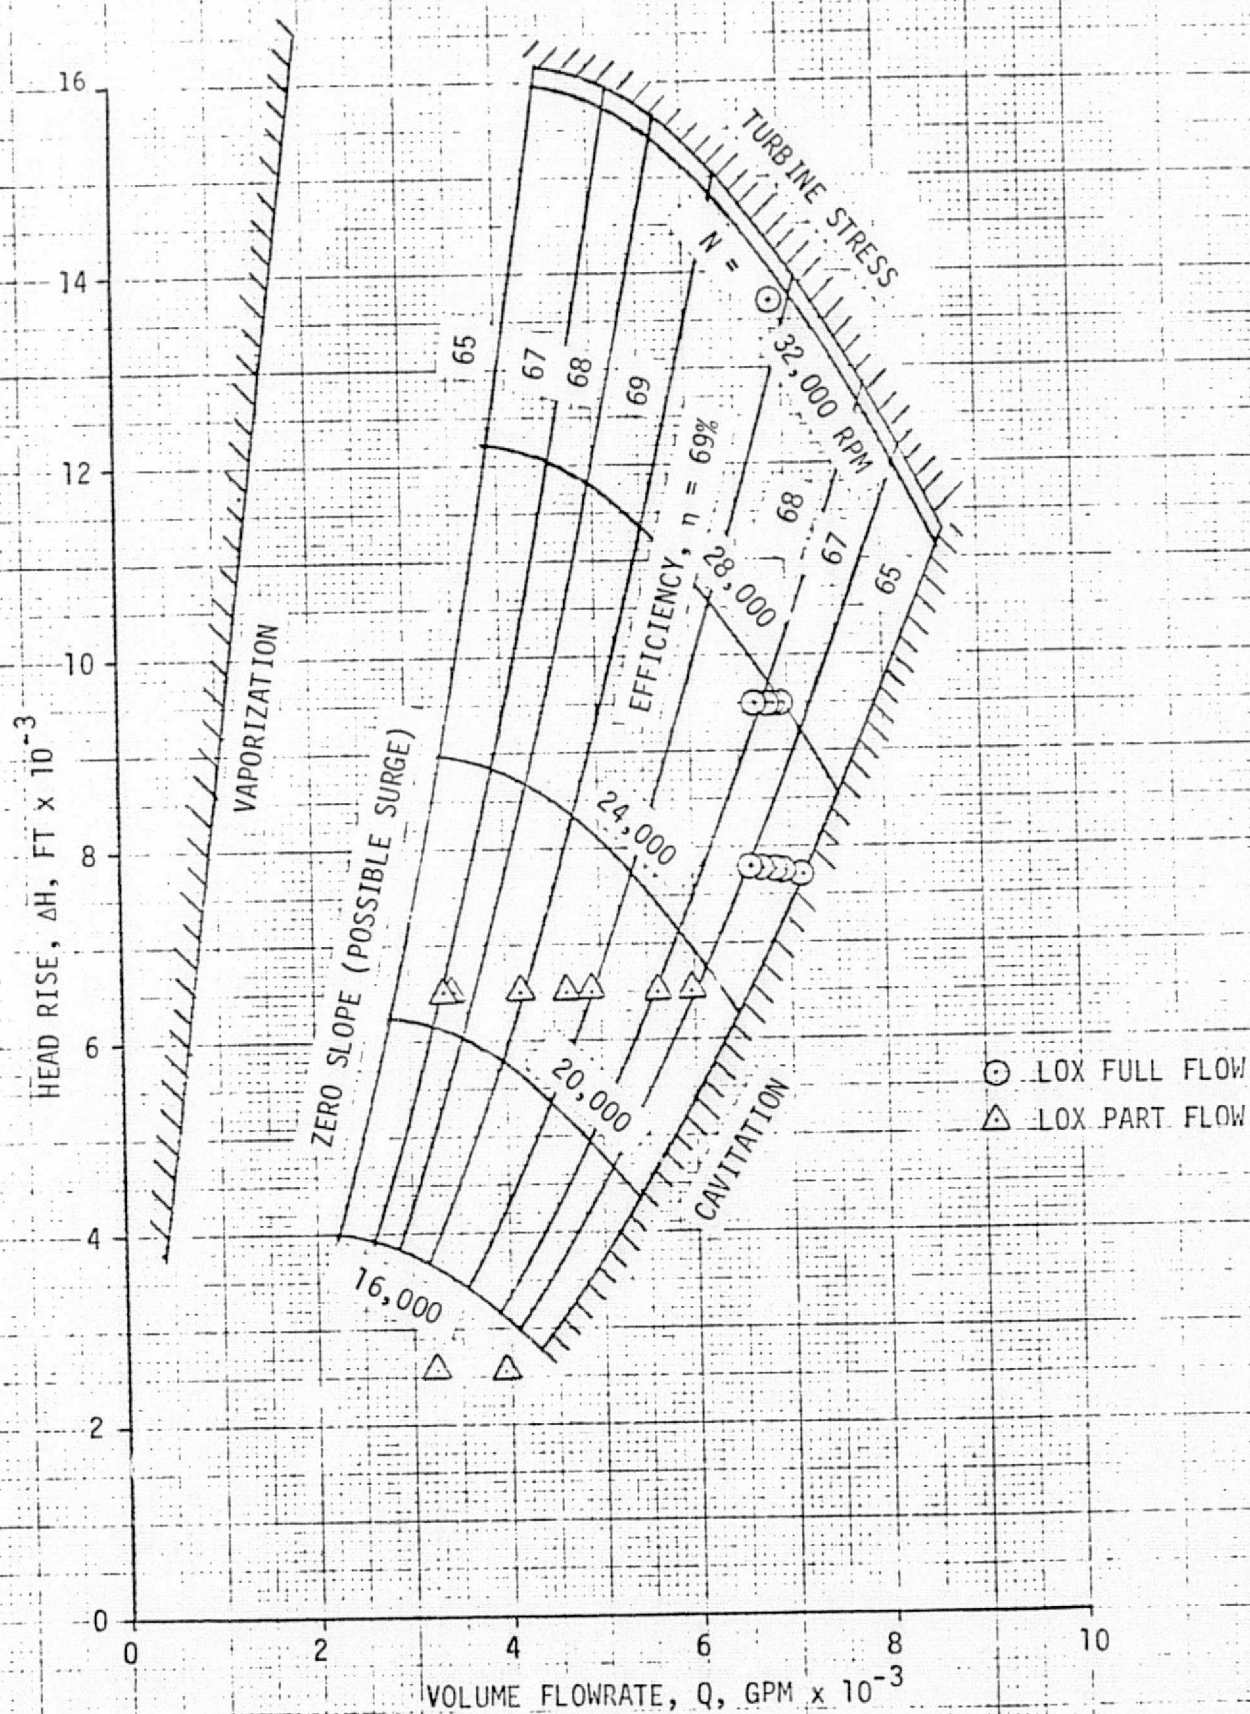 16
14
12
10
8
6
4
2
0
HEAD RISE, ΔH, FT x 10⁻³
0
2
4
6
8
10
VOLUME FLOWRATE, Q, GPM x 10⁻³
VAPORIZATION
ZERO SLOPE (POSSIBLE SURGE)
TURBINE STRESS
CAVITATION
N =
32,000 RPM
28,000
24,000
20,000
16,000
65
67
68
69
EFFICIENCY, η = 69%
68
67
65
LOX FULL FLOW
LOX PART FLOW